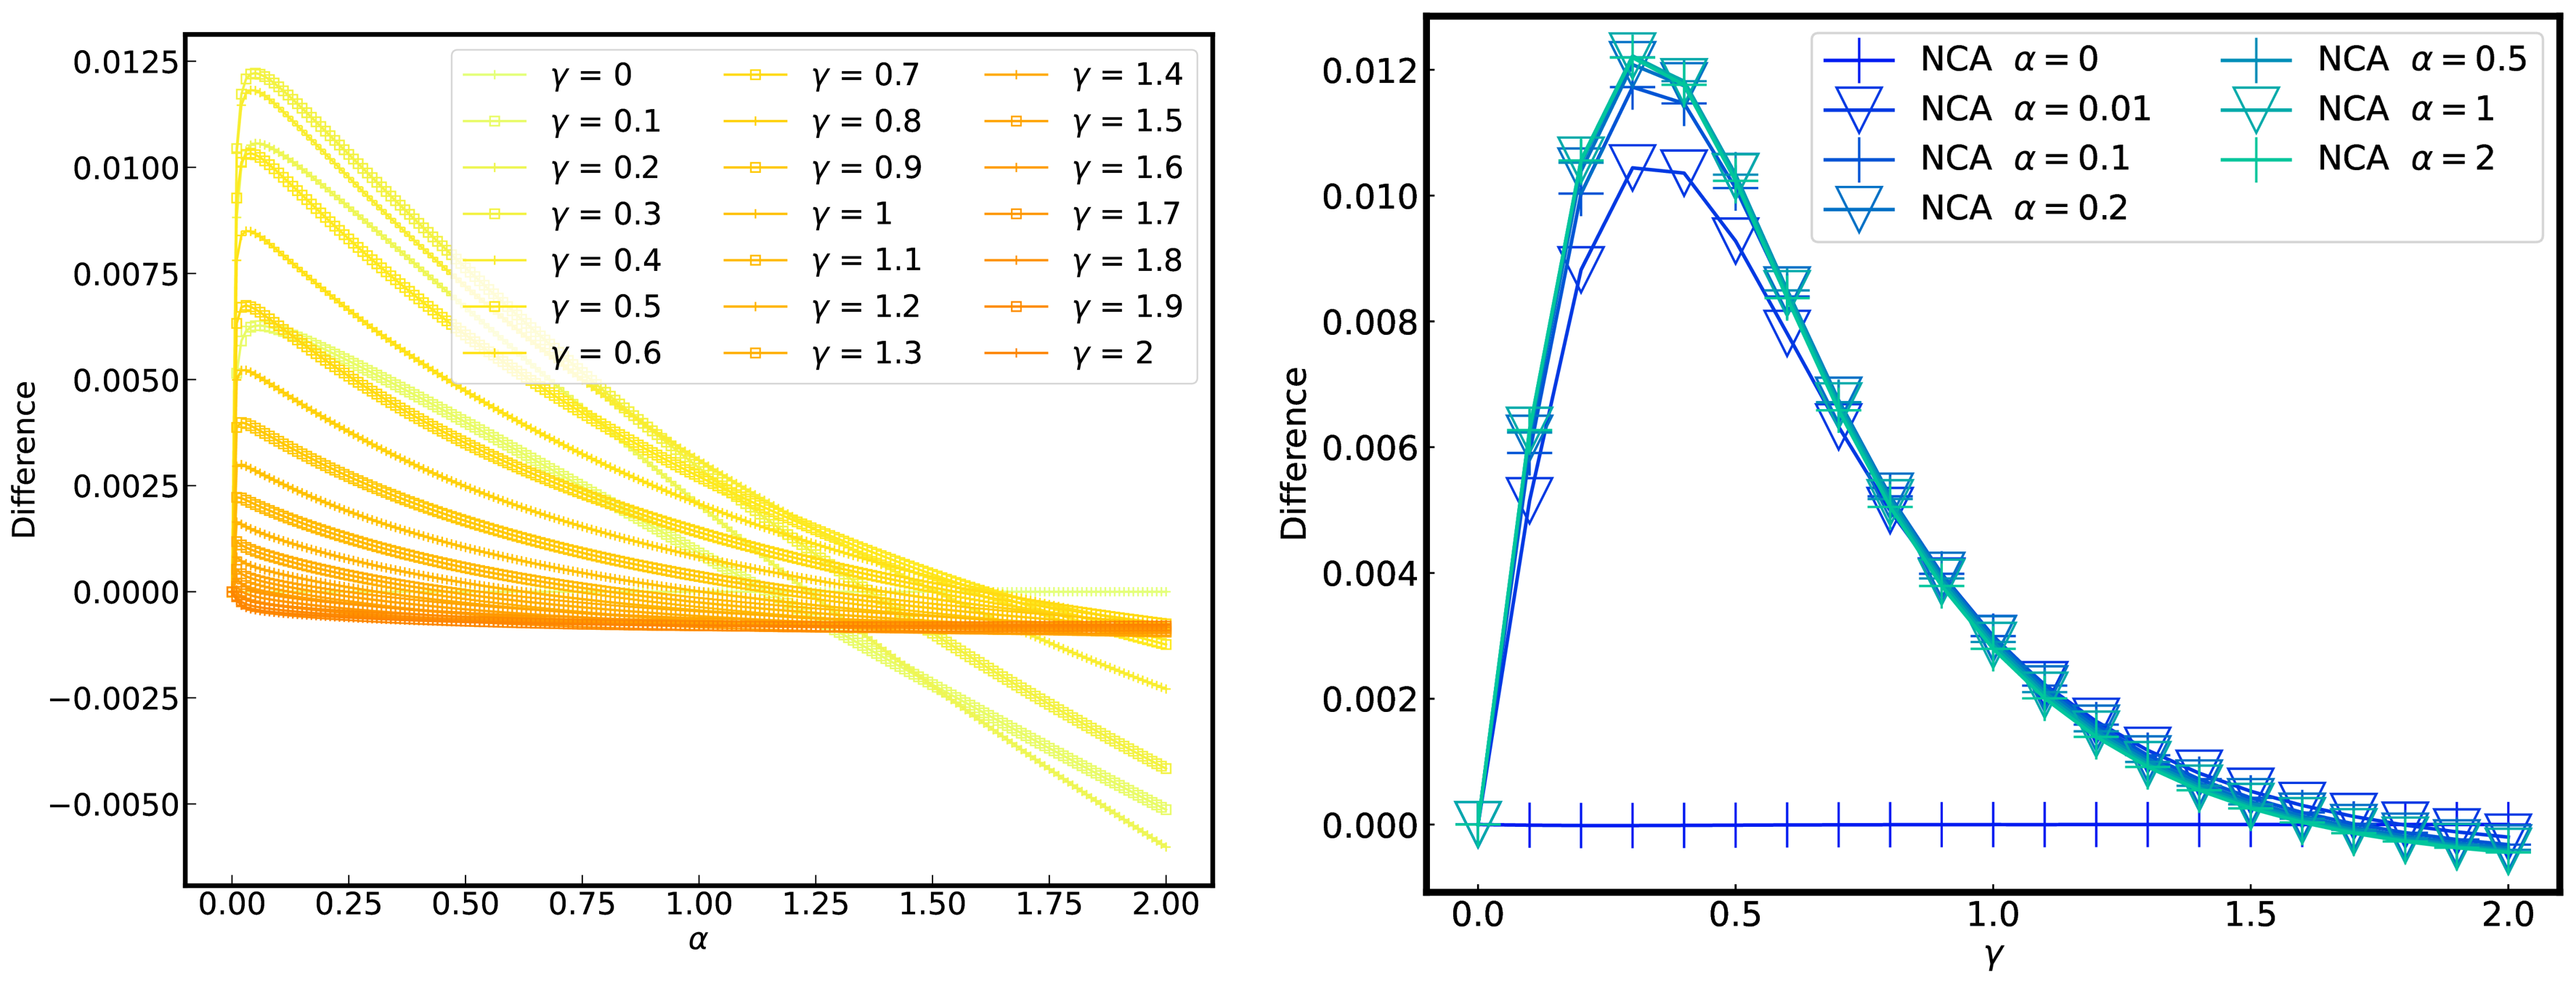 0.0125
0.0100
0.0075
0.0050
0.0025
0.0000
−0.0025
−0.0050
Difference
0.00 0.25 0.50 0.75 1.00 1.25 1.50 1.75 2.00
α
γ = 0
γ = 0.1
γ = 0.2
γ = 0.3
γ = 0.4
γ = 0.5
γ = 0.6
γ = 0.7
γ = 0.8
γ = 0.9
γ = 1
γ = 1.1
γ = 1.2
γ = 1.3
γ = 1.4
γ = 1.5
γ = 1.6
γ = 1.7
γ = 1.8
γ = 1.9
γ = 2
0.012
0.010
0.008
0.006
0.004
0.002
0.000
Difference
0.0 0.5 1.0 1.5 2.0
γ
NCA α = 0
NCA α = 0.01
NCA α = 0.1
NCA α = 0.2
NCA α = 0.5
NCA α = 1
NCA α = 2